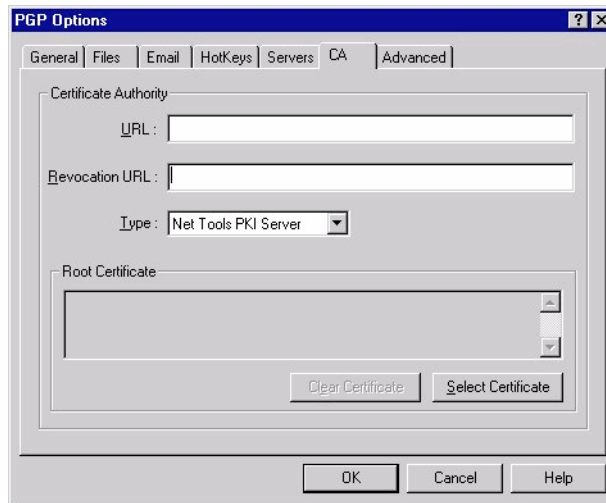 PGP Options
General Files Email HotKeys Servers CA Advanced
Certificate Authority
URL :
Revocation URL :
Type : Net Tools PKI Server
Root Certificate
Clear Certificate Select Certificate
OK Cancel Help